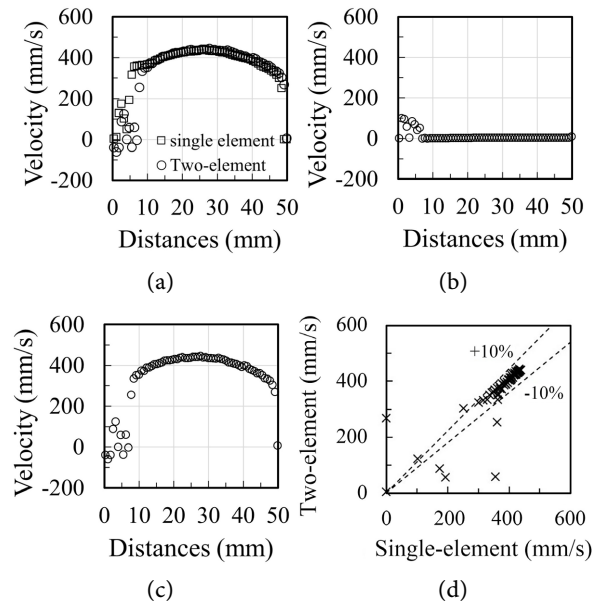 600
400
200
0
-200
Velocity (mm/s)
single element
Two-element
0 10 20 30 40 50
Distances (mm)
(a)
600
400
200
0
-200
Velocity (mm/s)
0 10 20 30 40 50
Distances (mm)
(b)
600
400
200
0
-200
Velocity (mm/s)
0 10 20 30 40 50
Distances (mm)
(c)
600
400
200
0
Two-element (mm/s)
+10%
-10%
0 200 400 600
Single-element (mm/s)
(d)